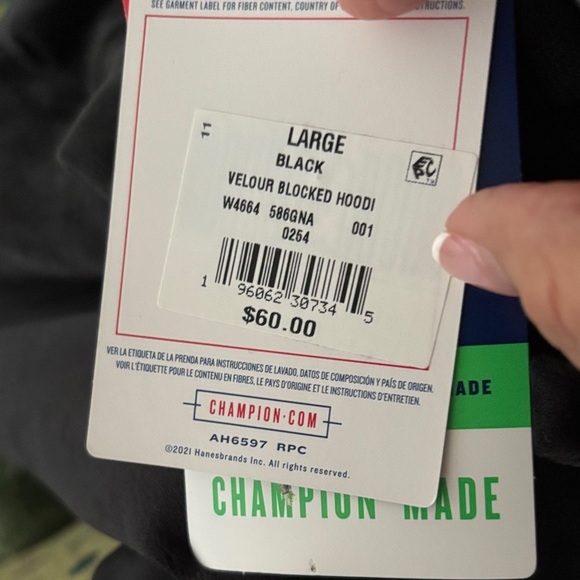 SEE GARMENT LABEL FOR FIBER CONTENT, COUNTRY OF
11
LARGE
BLACK
VELOUR BLOCKED HOODI
W4664 586GNA 001
0254
1 96062 30734 5
$60.00
VER LA ETIQUETA DE LA PRENDA PARA INSTRUCCIONES DE LAVADO, DATOS DE COMPOSICIÓN Y PAÍS DE ORIGEN.
VOIR L'ÉTIQUETTE POUR LE CONTENU EN FIBRES, LE PAYS D'ORIGINE ET LE INSTRUCTIONS D'ENTRETIEN.
CHAMPION·COM
AH6597 RPC
©2021 Hanesbrands Inc. All rights reserved.
ADE
CHAMPION MADE